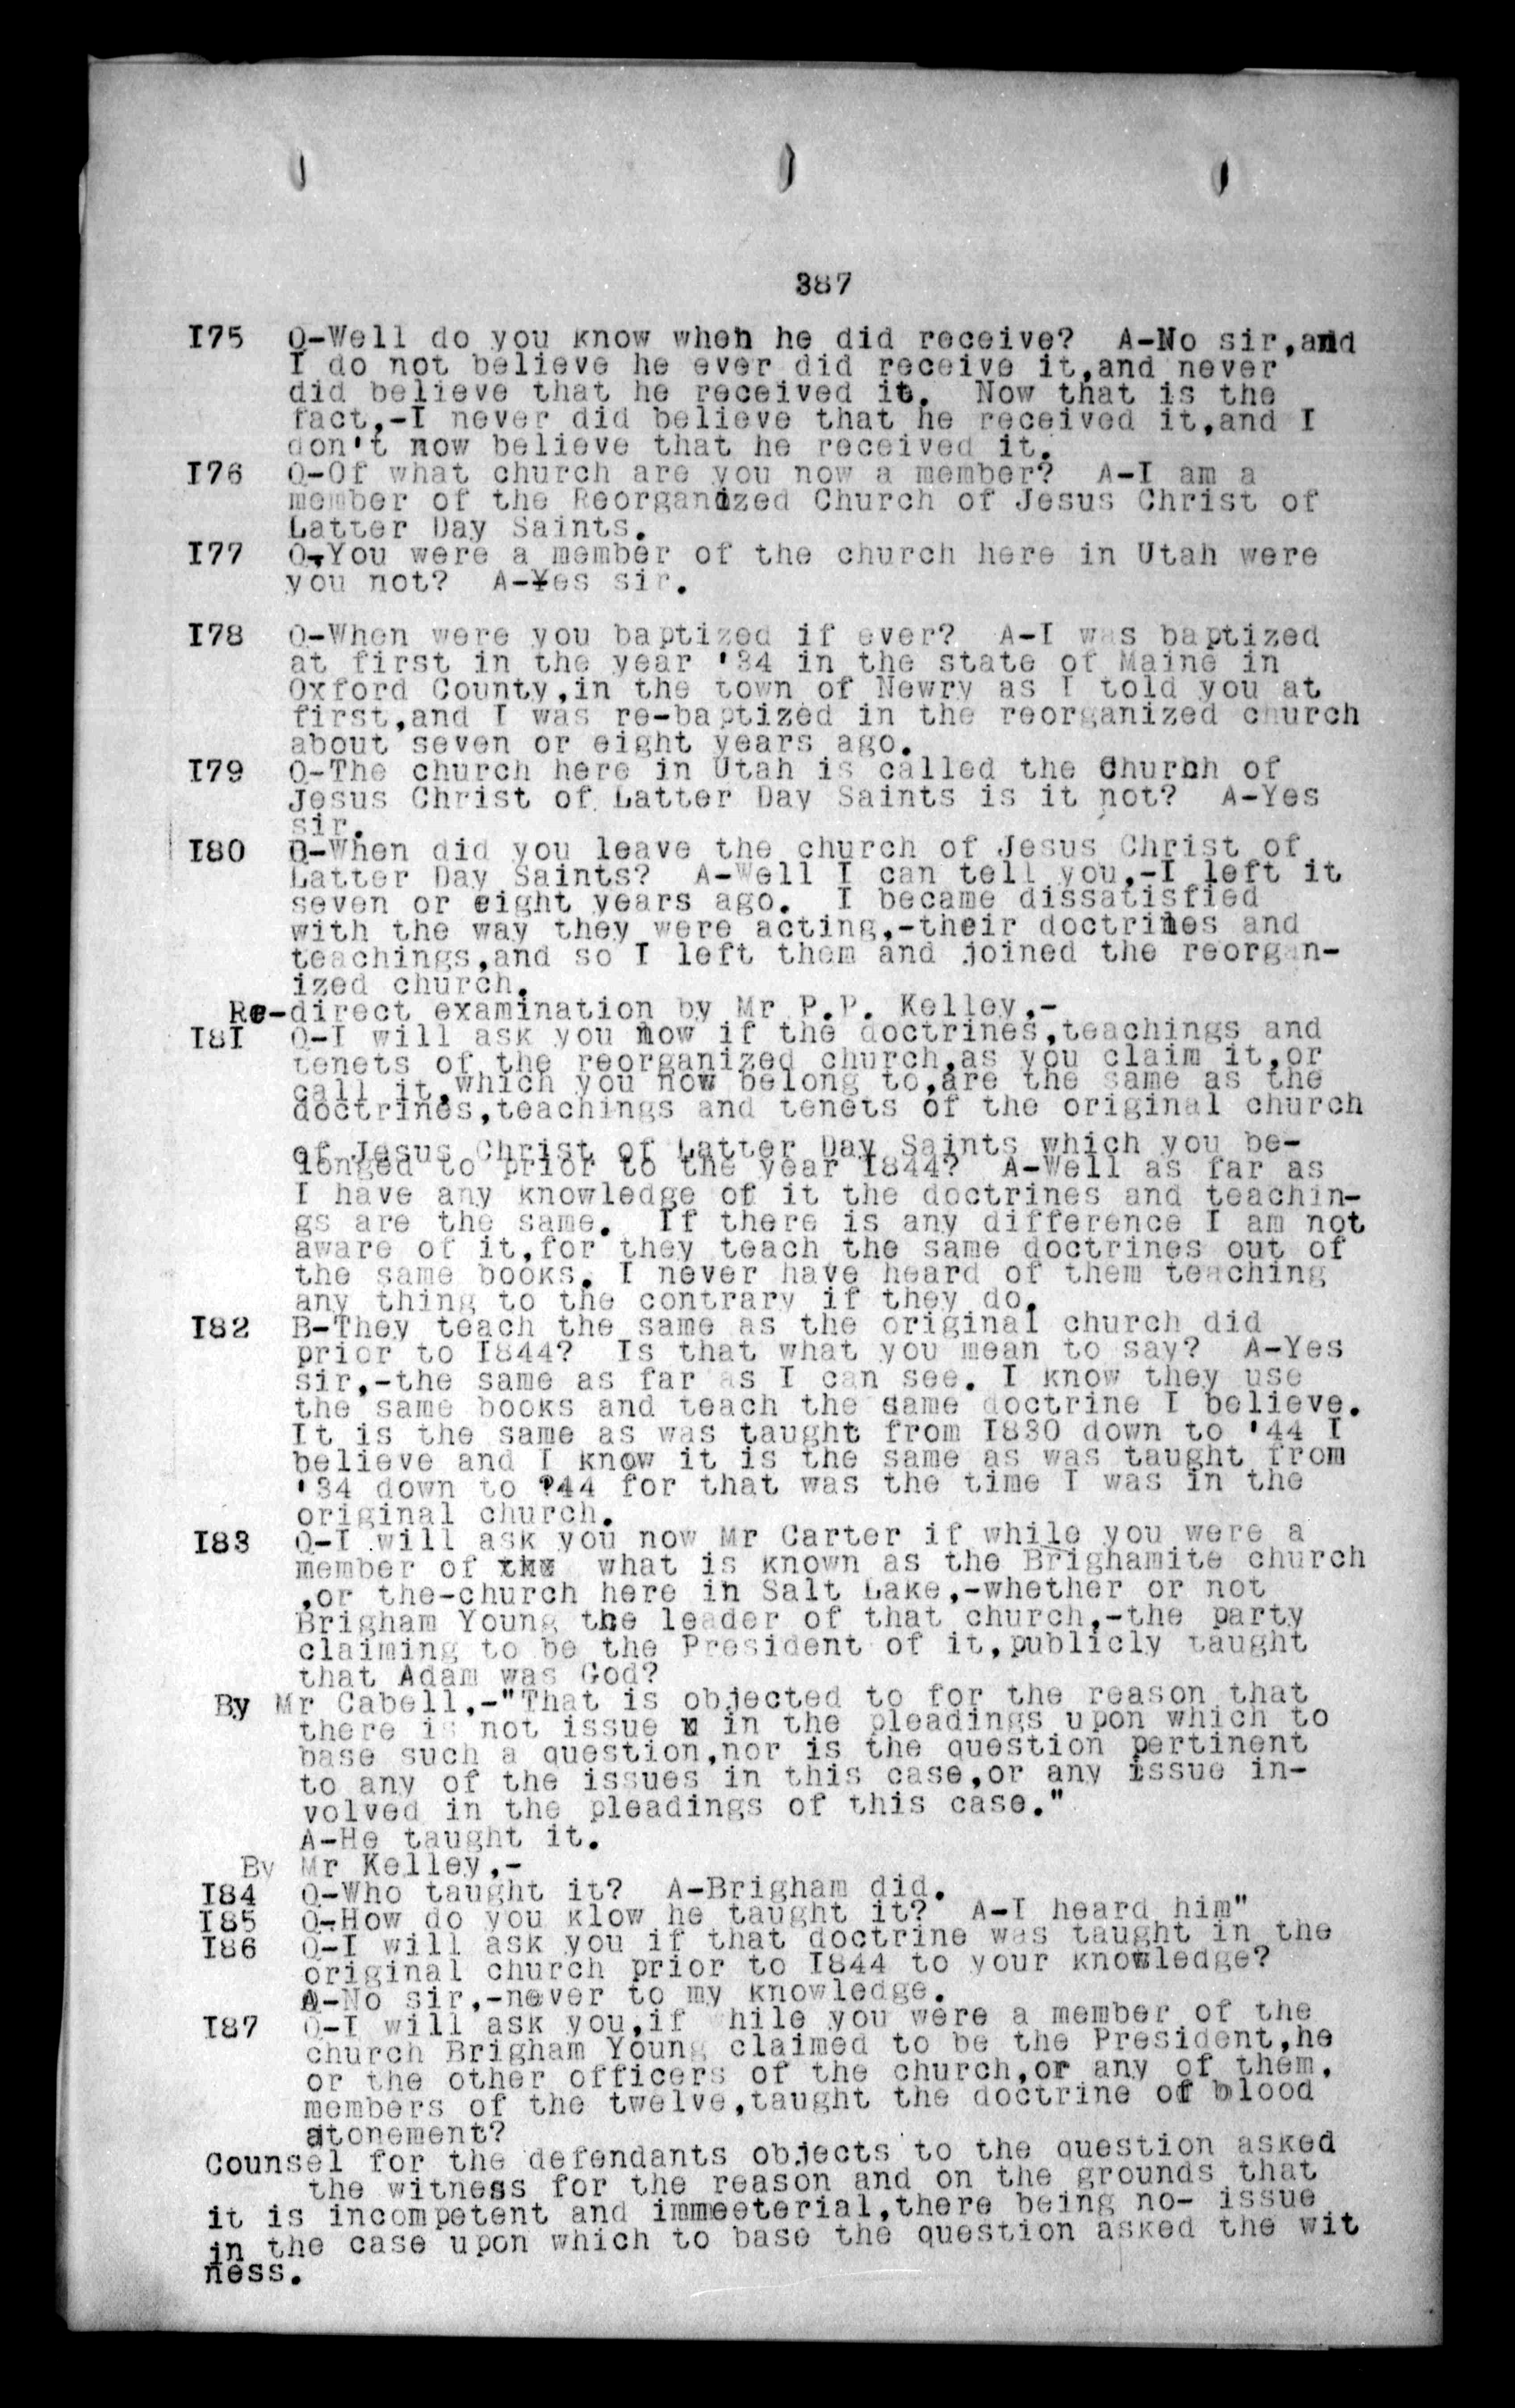 387
I75 Q-Well do you know when he did receive? A-No sir,and
I do not believe he ever did receive it,and never
did believe that he received it. Now that is the
fact,-I never did believe that he received it,and I
don't now believe that he received it.
I76 Q-Of what church are you now a member? A-I am a
member of the Reorganized Church of Jesus Christ of
Latter Day Saints.
I77 Q-You were a member of the church here in Utah were
you not? A-Yes sir.
I78 Q-When were you baptized if ever? A-I was baptized
at first in the year '34 in the state of Maine in
Oxford County,in the town of Newry as I told you at
first,and I was re-baptized in the reorganized church
about seven or eight years ago.
I79 Q-The church here in Utah is called the Church of
Jesus Christ of Latter Day Saints is it not? A-Yes
sir.
I80 Q-When did you leave the church of Jesus Christ of
Latter Day Saints? A-Well I can tell you,-I left it
seven or eight years ago. I became dissatisfied
with the way they were acting,-their doctrines and
teachings,and so I left them and joined the reorgan-
ized church.
Re-direct examination by Mr P.P. Kelley,-
I8I Q-I will ask you now if the doctrines,teachings and
tenets of the reorganized church,as you claim it,or
call it,which you now belong to,are the same as the
doctrines,teachings and tenets of the original church
of Jesus Christ of Latter Day Saints which you be-
longed to prior to the year I844? A-Well as far as
I have any knowledge of it the doctrines and teachin-
gs are the same. If there is any difference I am not
aware of it,for they teach the same doctrines out of
the same books. I never have heard of them teaching
any thing to the contrary if they do.
I82 B-They teach the same as the original church did
prior to I844? Is that what you mean to say? A-Yes
sir,-the same as far as I can see. I know they use
the same books and teach the same doctrine I believe.
It is the same as was taught from I830 down to '44 I
believe and I know it is the same as was taught from
'34 down to ?44 for that was the time I was in the
original church.
I83 Q-I will ask you now Mr Carter if while you were a
member of the what is known as the Brighamite church
,or the-church here in Salt Lake,-whether or not
Brigham Young the leader of that church,-the party
claiming to be the President of it,publicly taught
that Adam was God?
By Mr Cabell,-"That is objected to for the reason that
there is not issue x in the pleadings upon which to
base such a question,nor is the question pertinent
to any of the issues in this case,or any issue in-
volved in the pleadings of this case."
A-He taught it.
By Mr Kelley,-
I84 Q-Who taught it? A-Brigham did.
I85 Q-How do you klow he taught it? A-I heard him"
I86 Q-I will ask you if that doctrine was taught in the
original church prior to I844 to your knowledge?
A-No sir,-never to my knowledge.
I87 Q-I will ask you,if while you were a member of the
church Brigham Young claimed to be the President,he
or the other officers of the church,or any of them,
members of the twelve,taught the doctrine of blood
atonement?
Counsel for the defendants objects to the question asked
the witness for the reason and on the grounds that
it is incompetent and immeeterial,there being no- issue
in the case upon which to base the question asked the wit
ness.